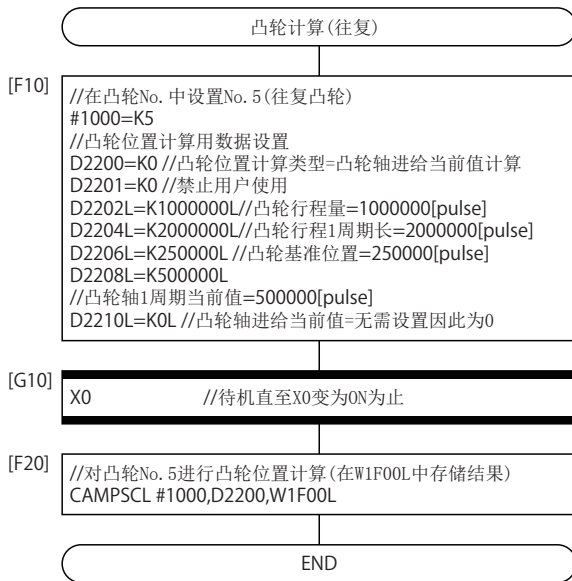 凸轮计算(往复)
[F10]
//在凸轮No.中设置No.5(往复凸轮)
#1000=K5
//凸轮位置计算用数据设置
D2200=K0 //凸轮位置计算类型=凸轮轴进给当前值计算
D2201=K0 //禁止用户使用
D2202L=K1000000L//凸轮行程量=1000000[pulse]
D2204L=K2000000L//凸轮行程1周期长=2000000[pulse]
D2206L=K250000L //凸轮基准位置=250000[pulse]
D2208L=K500000L
//凸轮轴1周期当前值=500000[pulse]
D2210L=K0L //凸轮轴进给当前值=无需设置因此为0
[G10]
X0 //待机直至X0变为ON为止
[F20]
//对凸轮No.5进行凸轮位置计算(在W1F00L中存储结果)
CAMPSCL #1000,D2200,W1F00L
END